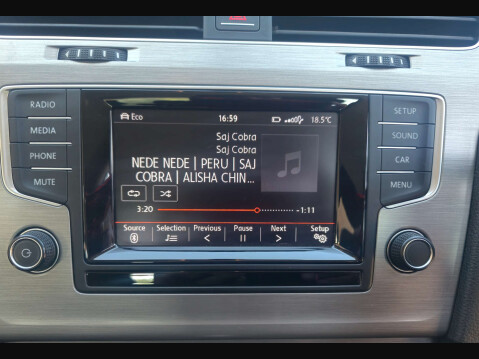 RADIO
MEDIA
PHONE
MUTE
Eco 16:59 18.5°C
Saj Cobra
Saj Cobra
NEDE NEDE | PERU | SAJ
COBRA | ALISHA CHIN...
3:20 -1:11
Source Selection Previous Pause Next Setup
SETUP
SOUND
CAR
MENU